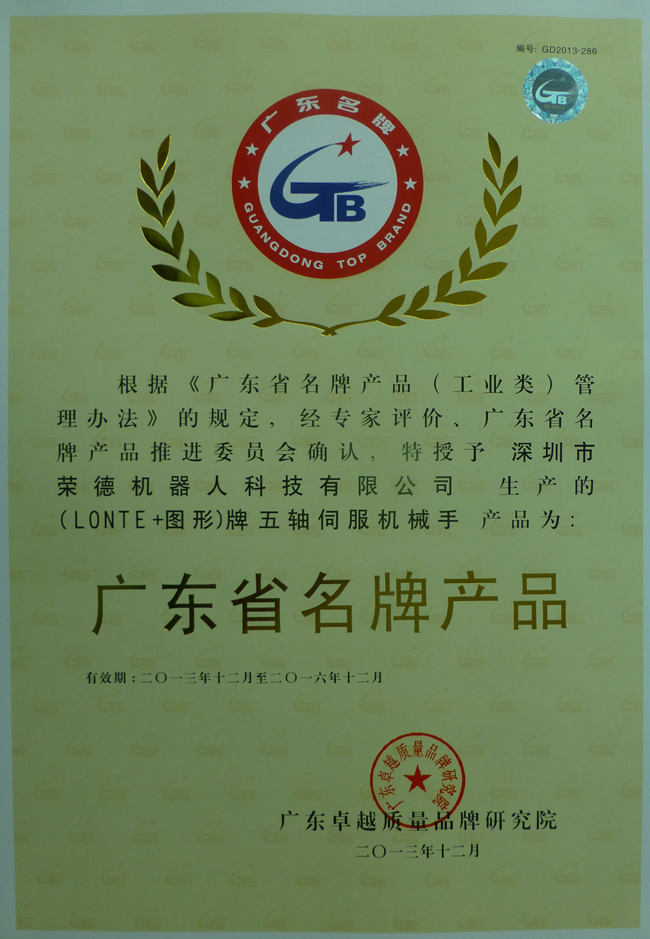 编号: GD2013-286
GTB
广东名牌
GTB
GUANGDONG TOP BRAND
根据《广东省名牌产品(工业类)管
理办法》的规定, 经专家评价、广东省名
牌产品推进委员会确认, 特授予 深圳市
荣德机器人科技有限公司 生产的
(LONTE+图形)牌五轴伺服机械手 产品为:
广东省名牌产品
有效期:二〇一三年十二月至二〇一六年十二月
广东卓越质量品牌研究院
广东卓越质量品牌研究院
二〇一三年十二月